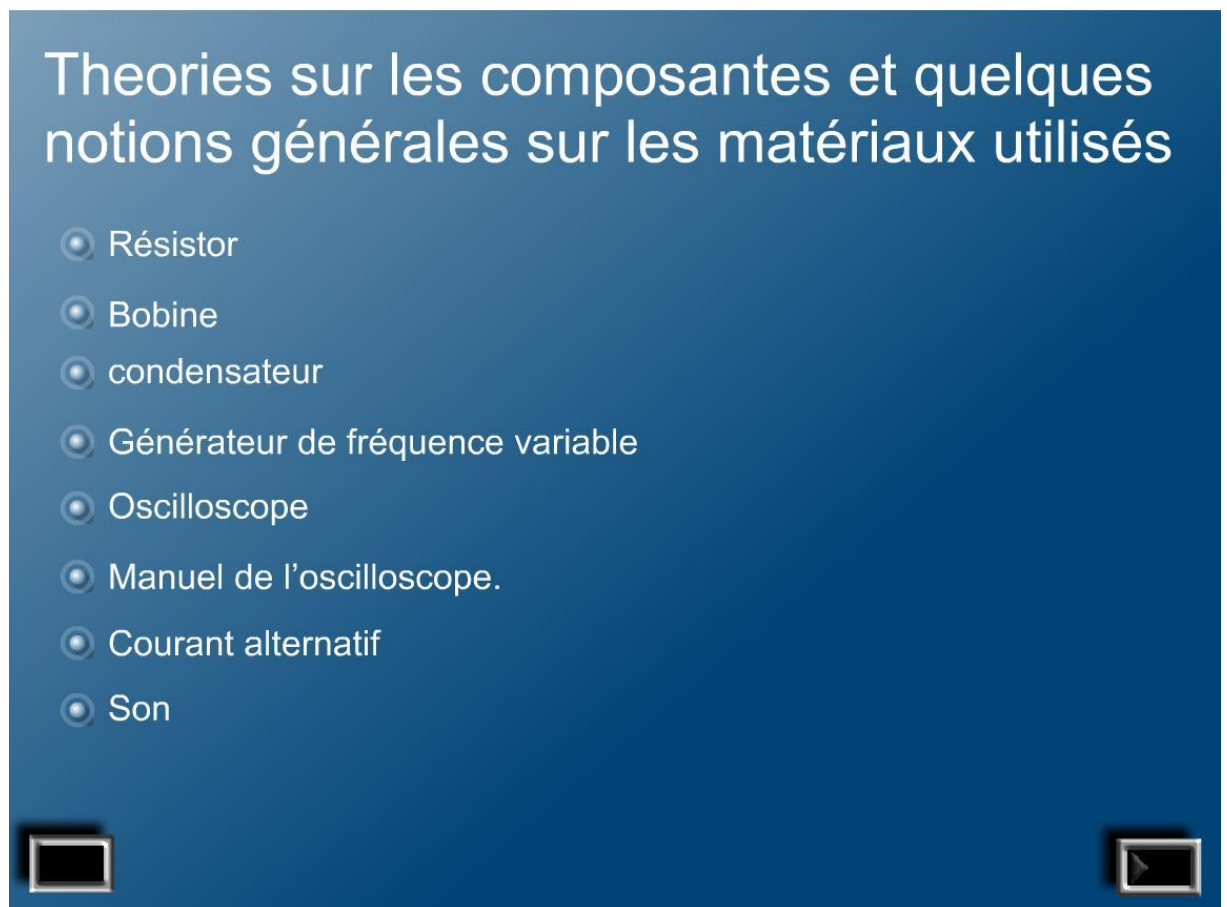 Theories sur les composantes et quelques
notions générales sur les matériaux utilisés
Résistor
Bobine
condensateur
Générateur de fréquence variable
Oscilloscope
Manuel de l’oscilloscope.
Courant alternatif
Son